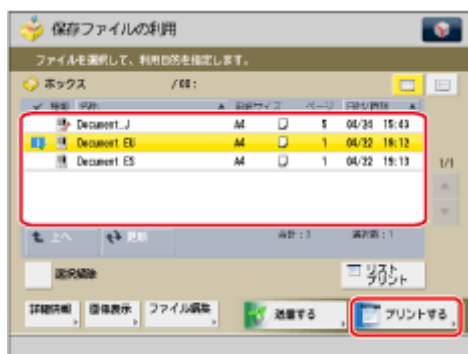 保存ファイルの利用
ファイルを選択して、利用目的を指定します。
ボックス /00:
種類 名称 ▲ 原稿サイズ ページ 日付/時刻 ▲
Document_J A4 5 04/24 15:43
Document EU A4 1 04/22 19:12
Document ES A4 1 04/22 19:13
1/1
上へ 更新 合計:3 選択数:1
選択解除 リストプリント
詳細情報 画像表示 ファイル編集 送信する プリントする